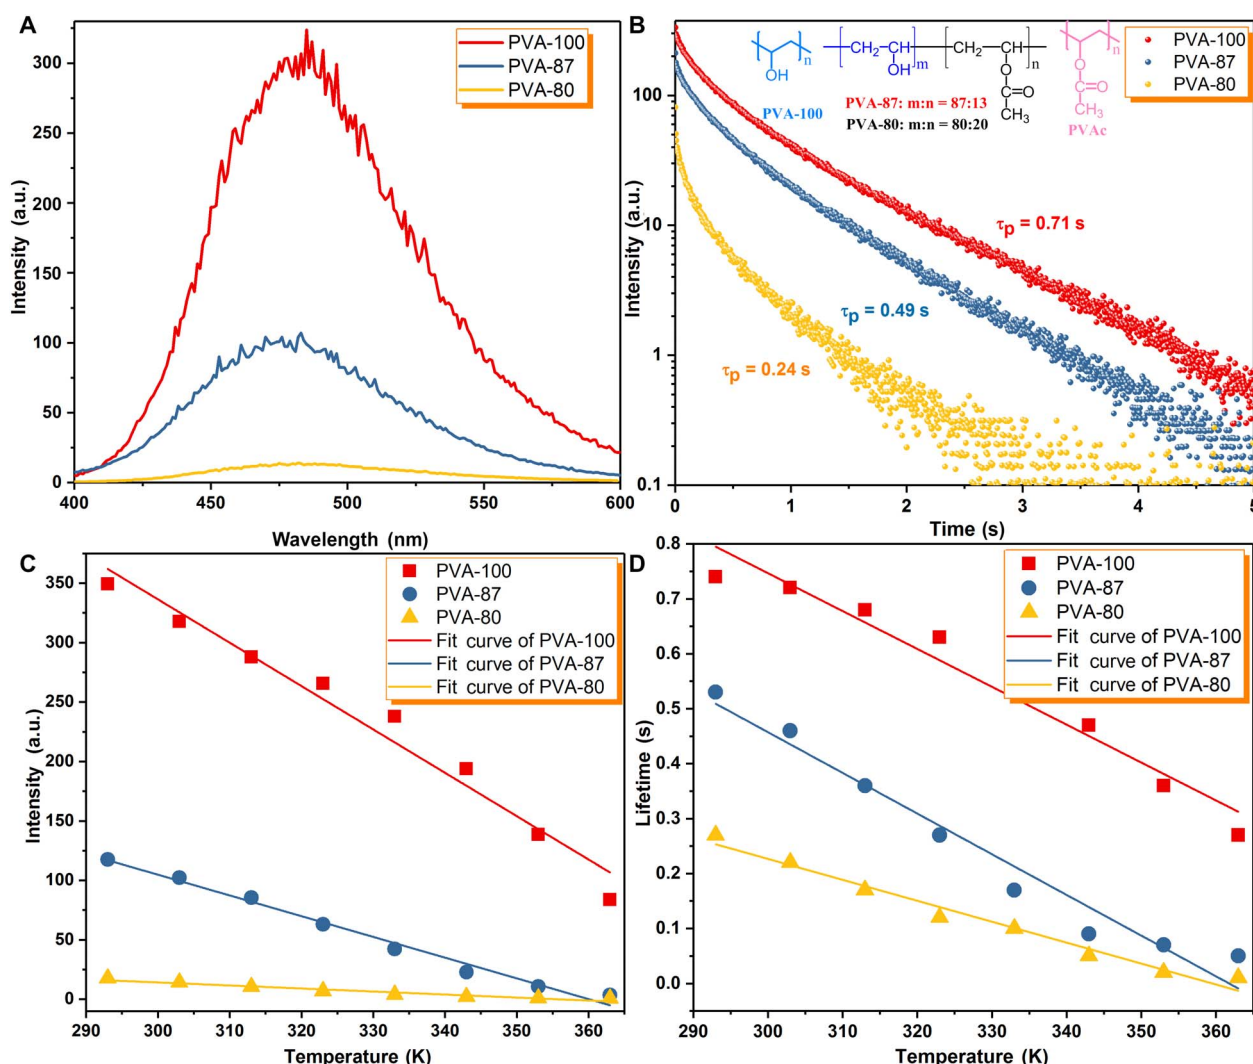 A
PVA-100
PVA-87
PVA-80
Intensity (a.u.)
300
250
200
150
100
50
0
400
450
500
550
600
Wavelength (nm)
B
OH
n
PVA-100
CH₂
CH
OH
m
CH₂
CH
O
C
O
CH₃
n
O
O
CH₃
n
PVAc
PVA-87: m:n = 87:13
PVA-80: m:n = 80:20
PVA-100
PVA-87
PVA-80
τp = 0.71 s
τp = 0.49 s
τp = 0.24 s
Intensity (a.u.)
100
10
1
0.1
0
1
2
3
4
5
Time (s)
C
PVA-100
PVA-87
PVA-80
Fit curve of PVA-100
Fit curve of PVA-87
Fit curve of PVA-80
Intensity (a.u.)
350
300
250
200
150
100
50
0
290
300
310
320
330
340
350
360
Temperature (K)
D
PVA-100
PVA-87
PVA-80
Fit curve of PVA-100
Fit curve of PVA-87
Fit curve of PVA-80
Lifetime (s)
0.8
0.7
0.6
0.5
0.4
0.3
0.2
0.1
0.0
290
300
310
320
330
340
350
360
Temperature (K)